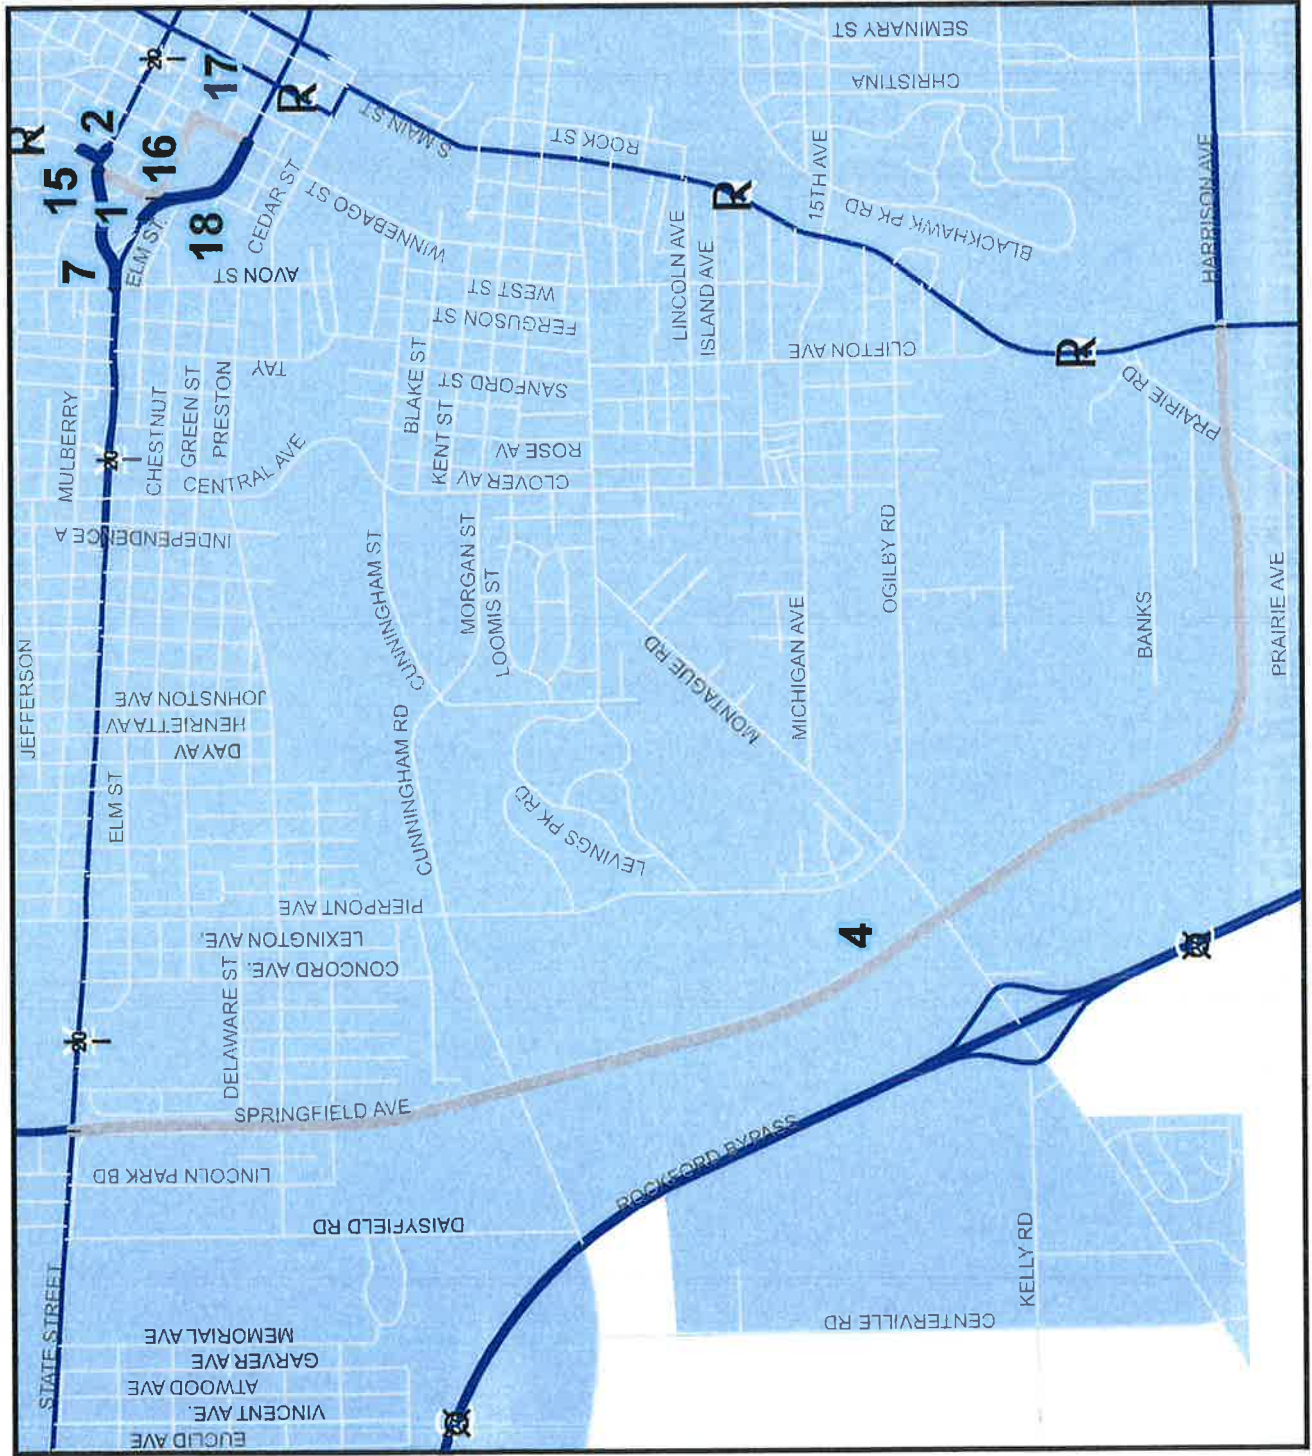 SEMINARY ST
CHRISTINA
R
15
2
1
7
20
17
16
R
18
ELM ST.
CEDAR ST
S MAIN ST
ROCK ST
WINNEBAGO ST
AVON ST
R
15TH AVE
BLACKHAWK PK RD
HARRISON AVE
LINCOLN AVE
ISLAND AVE
WEST ST
FERGUSON ST
CLIFTON AVE
R
PRAIRIE RD
TAY
BLAKE ST
SANFORD ST
MULBERRY
CHESTNUT
GREEN ST
PRESTON
20
CENTRAL AVE
KENT ST
ROSE AV
CLOVER AV
INDEPENDENCE A
CUNNINGHAM ST
MORGAN ST
LOOMIS ST
OGILBY RD
MICHIGAN AVE
BANKS
PRAIRIE AVE
JEFFERSON
JOHNSTON AVE
HENRIETTA AV
DAY AV
CUNNINGHAM
MONTAGUE RD
ELM ST
CUNNINGHAM RD
LEVINGS PK RD
PIERPONT AVE
LEXINGTON AVE.
CONCORD AVE.
4
20
DELAWARE ST
SPRINGFIELD AVE
LINCOLN PARK BD
ROCKFORD BYPASS
DAISYFIELD RD
STATE STREET
KELLY RD
CENTERVILLE RD
MEMORIAL AVE
GARVER AVE
ATWOOD AVE
VINCENT AVE.
EUCLID AVE